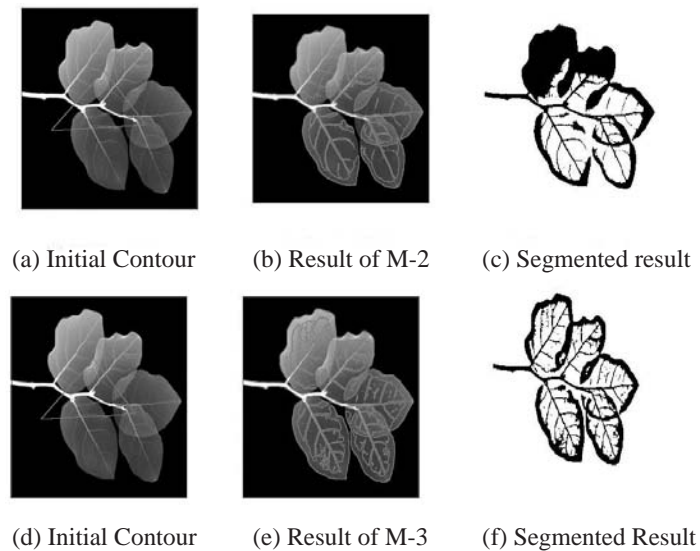 (a) Initial Contour (b) Result of M-2 (c) Segmented result
(d) Initial Contour (e) Result of M-3 (f) Segmented Result